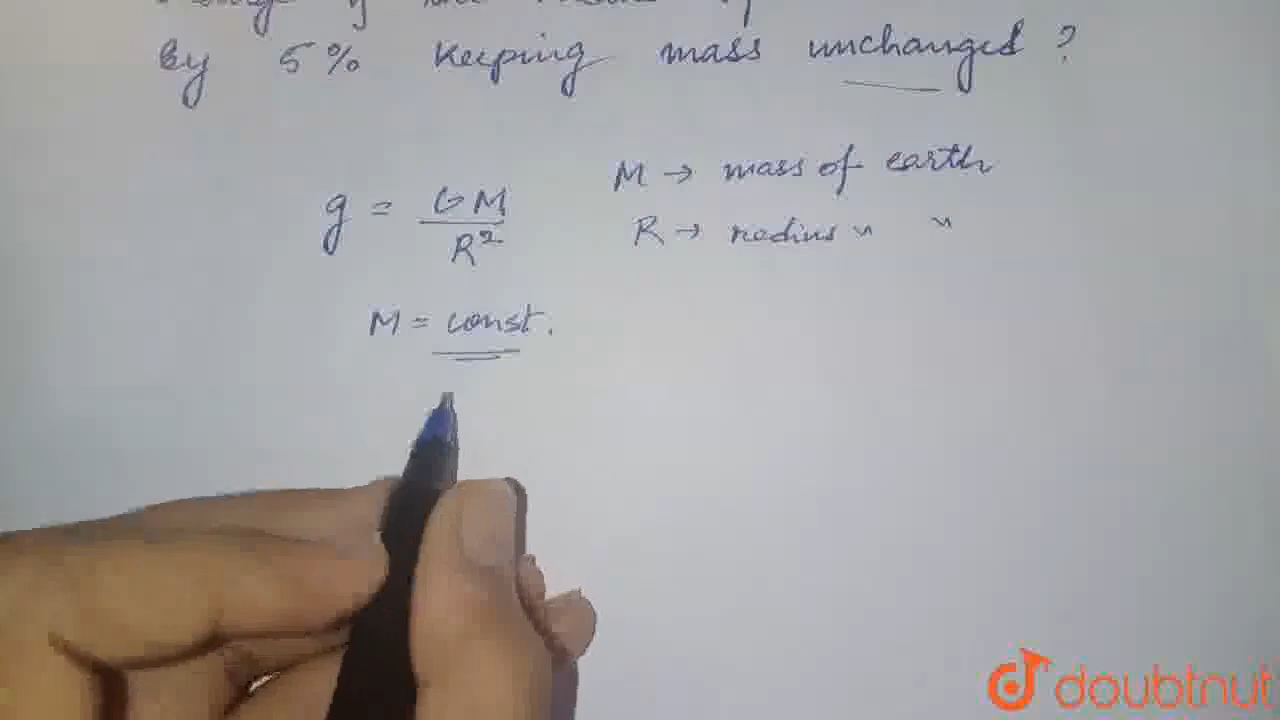 by 5% keeping mass unchanged ?
g = GM / R²
M → mass of earth
R → radius " "
M = const.
doubtnut